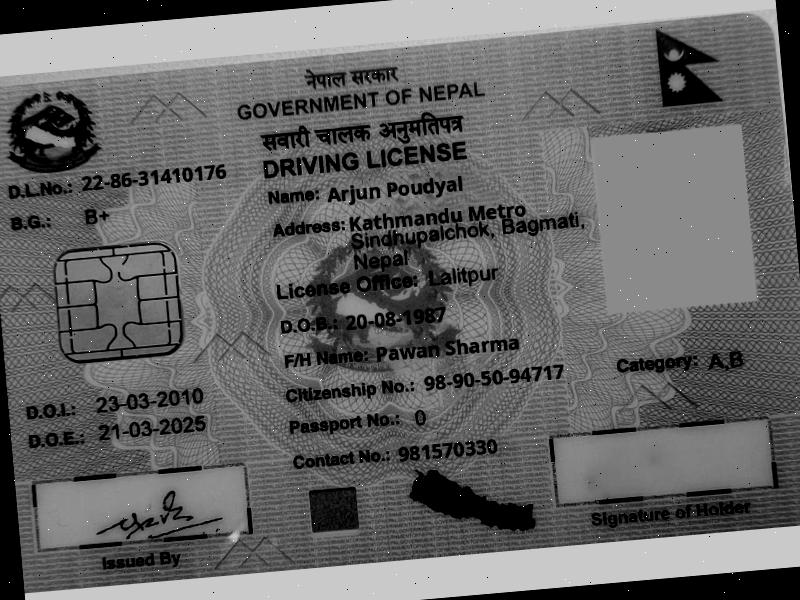 नेपाल सरकार
GOVERNMENT OF NEPAL
सवारी चालक अनुमतिपत्र
DRIVING LICENSE
D.L.No.: 22-86-31410176
B.G.: B+
Name: Arjun Poudyal
Address: Kathmandu Metro
Sindhupalchok, Bagmati,
Nepal
License Office: Lalitpur
D.O.B.: 20-08-1987
F/H Name: Pawan Sharma
Citizenship No.: 98-90-50-94717
Category: A,B
Passport No.: 0
Contact No.: 981570330
D.O.I.: 23-03-2010
D.O.E.: 21-03-2025
Issued By
Signature of Holder